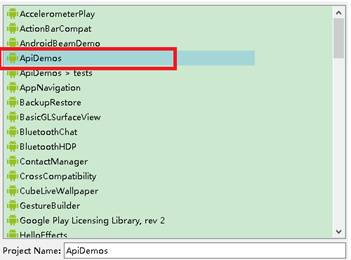 AccelerometerPlay
ActionBarCompat
AndroidBeamDemo
ApiDemos
ApiDemos > tests
AppNavigation
BackupRestore
BasicGLSurfaceView
BluetoothChat
BluetoothHDP
ContactManager
CrossCompatibility
CubeLiveWallpaper
GestureBuilder
Google Play Licensing Library, rev 2
HelloEffects
Project Name: ApiDemos